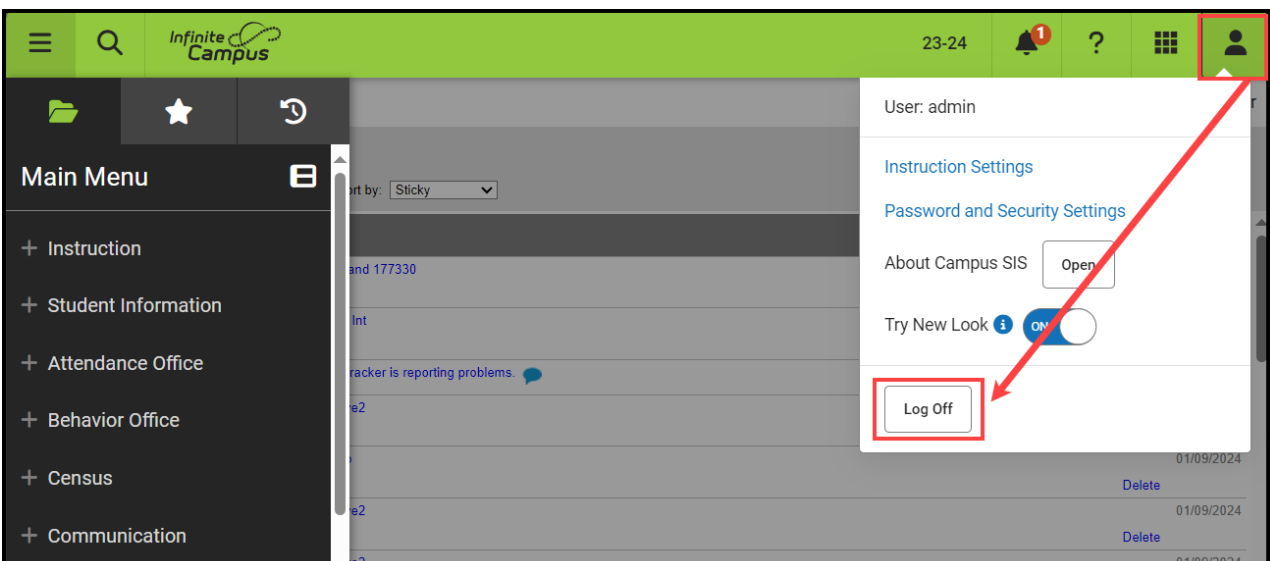 Infinite
Campus
23-24
1
?
User: admin
Main Menu
Instruction Settings
ort by: Sticky
Password and Security Settings
Instruction
About Campus SIS Open
and 177330
Student Information
Int
Try New Look i ON
Attendance Office
racker is reporting problems.
Log Off
Behavior Office
01/09/2024
Census
Delete
01/09/2024
Communication
Delete